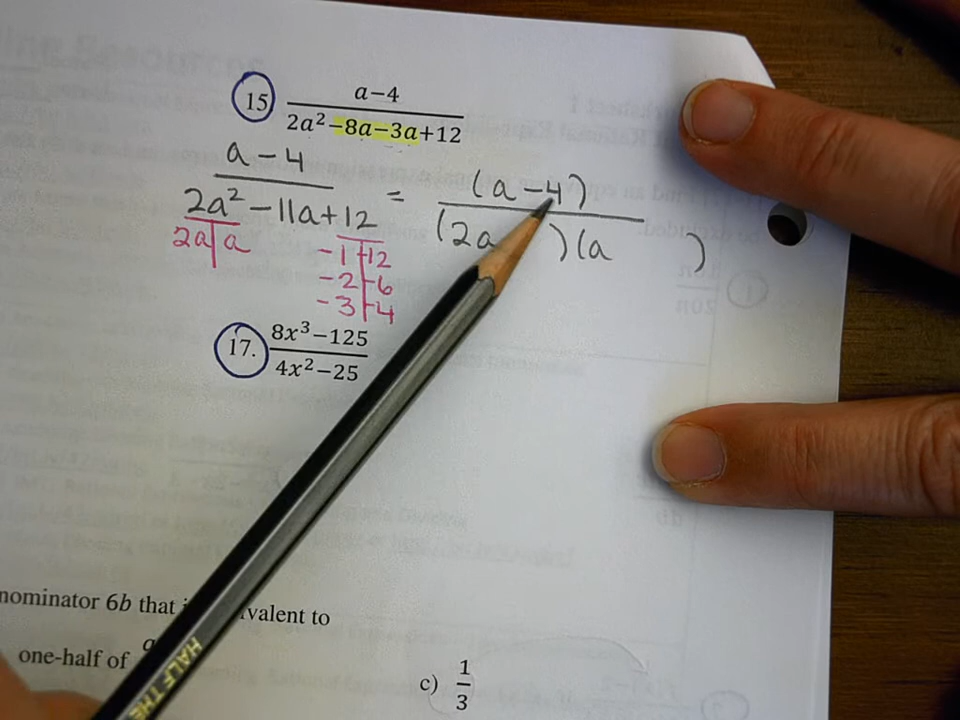 15 a−4
2a²−8a−3a+12
a − 4
2a² − 11a + 12 = (a − 4)
(2a )(a )
2a a −1 −12
−2 −6
−3 −4
17. 8x³−125
4x²−25
nominator 6b that valent to
one-half of
c) 1
3
HALF THE